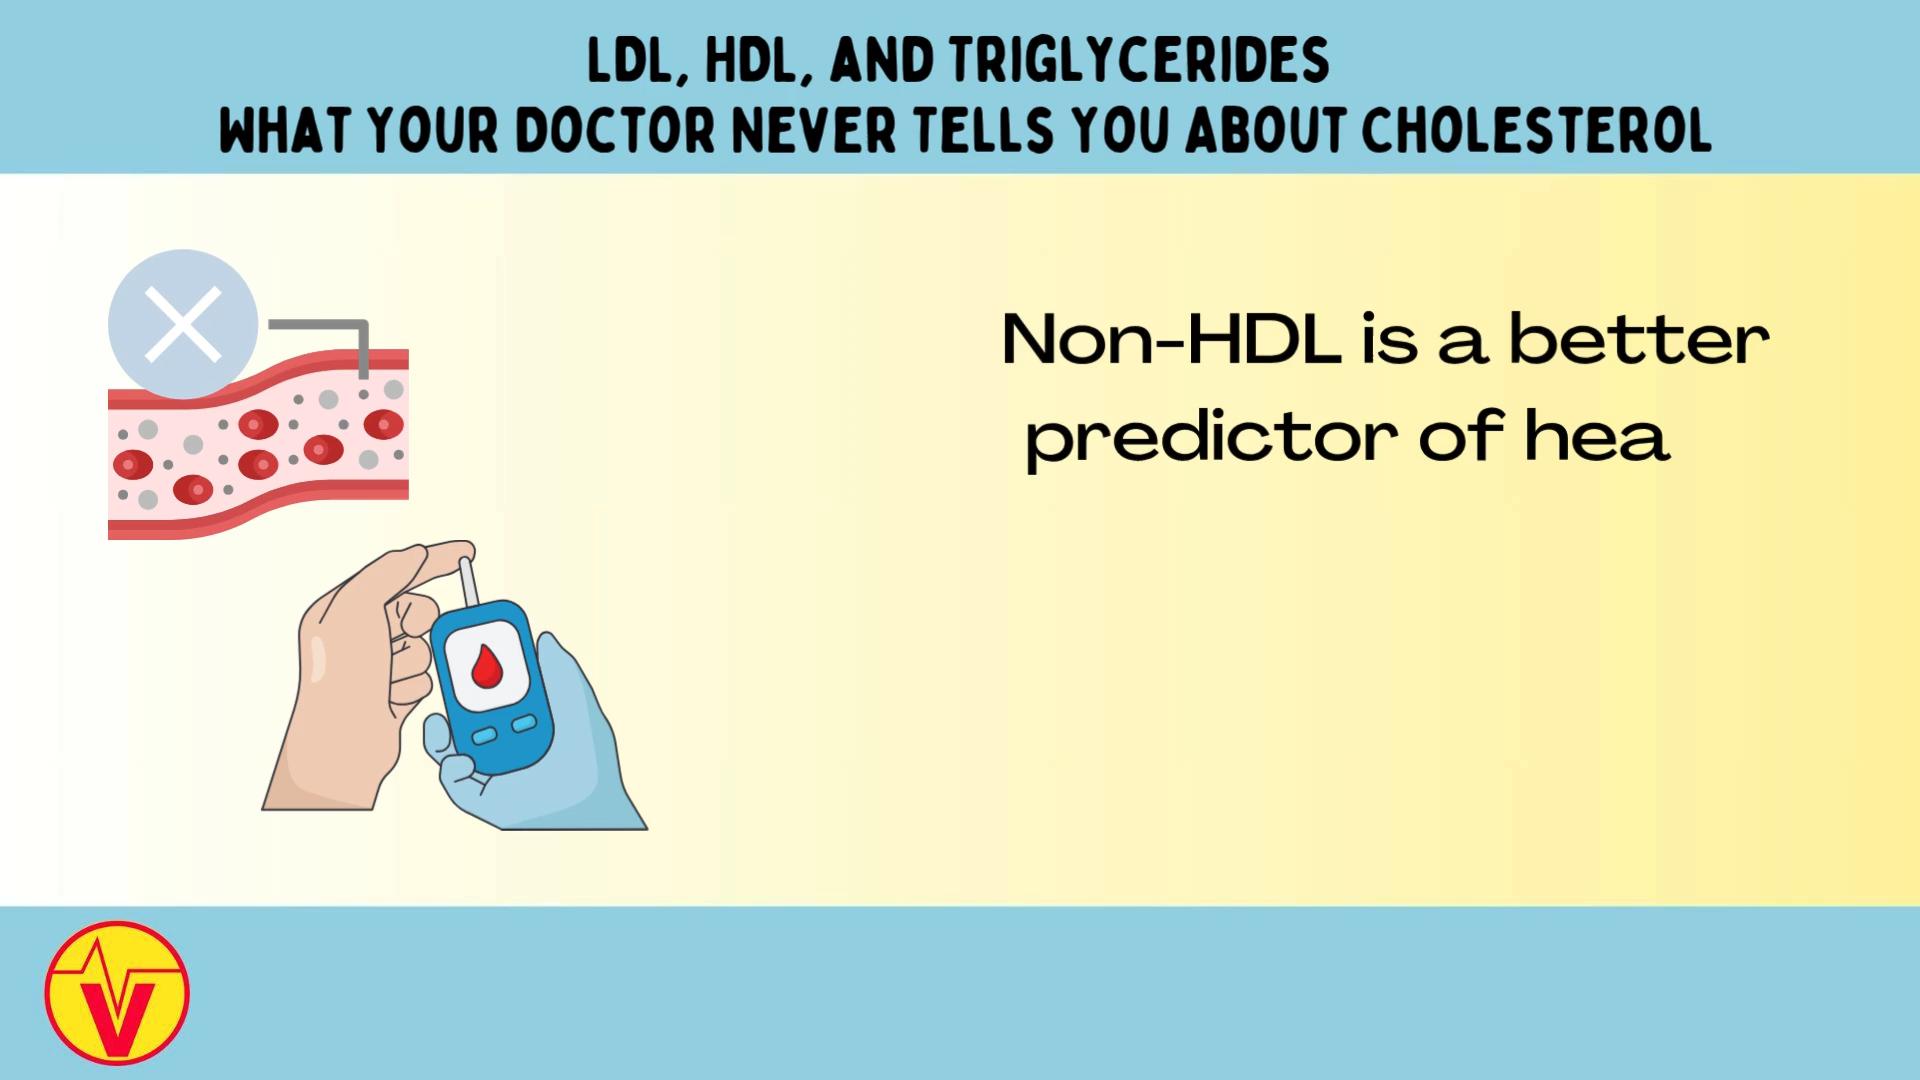 LDL, HDL, AND TRIGLYCERIDES
WHAT YOUR DOCTOR NEVER TELLS YOU ABOUT CHOLESTEROL
Non-HDL is a better
predictor of hea
V